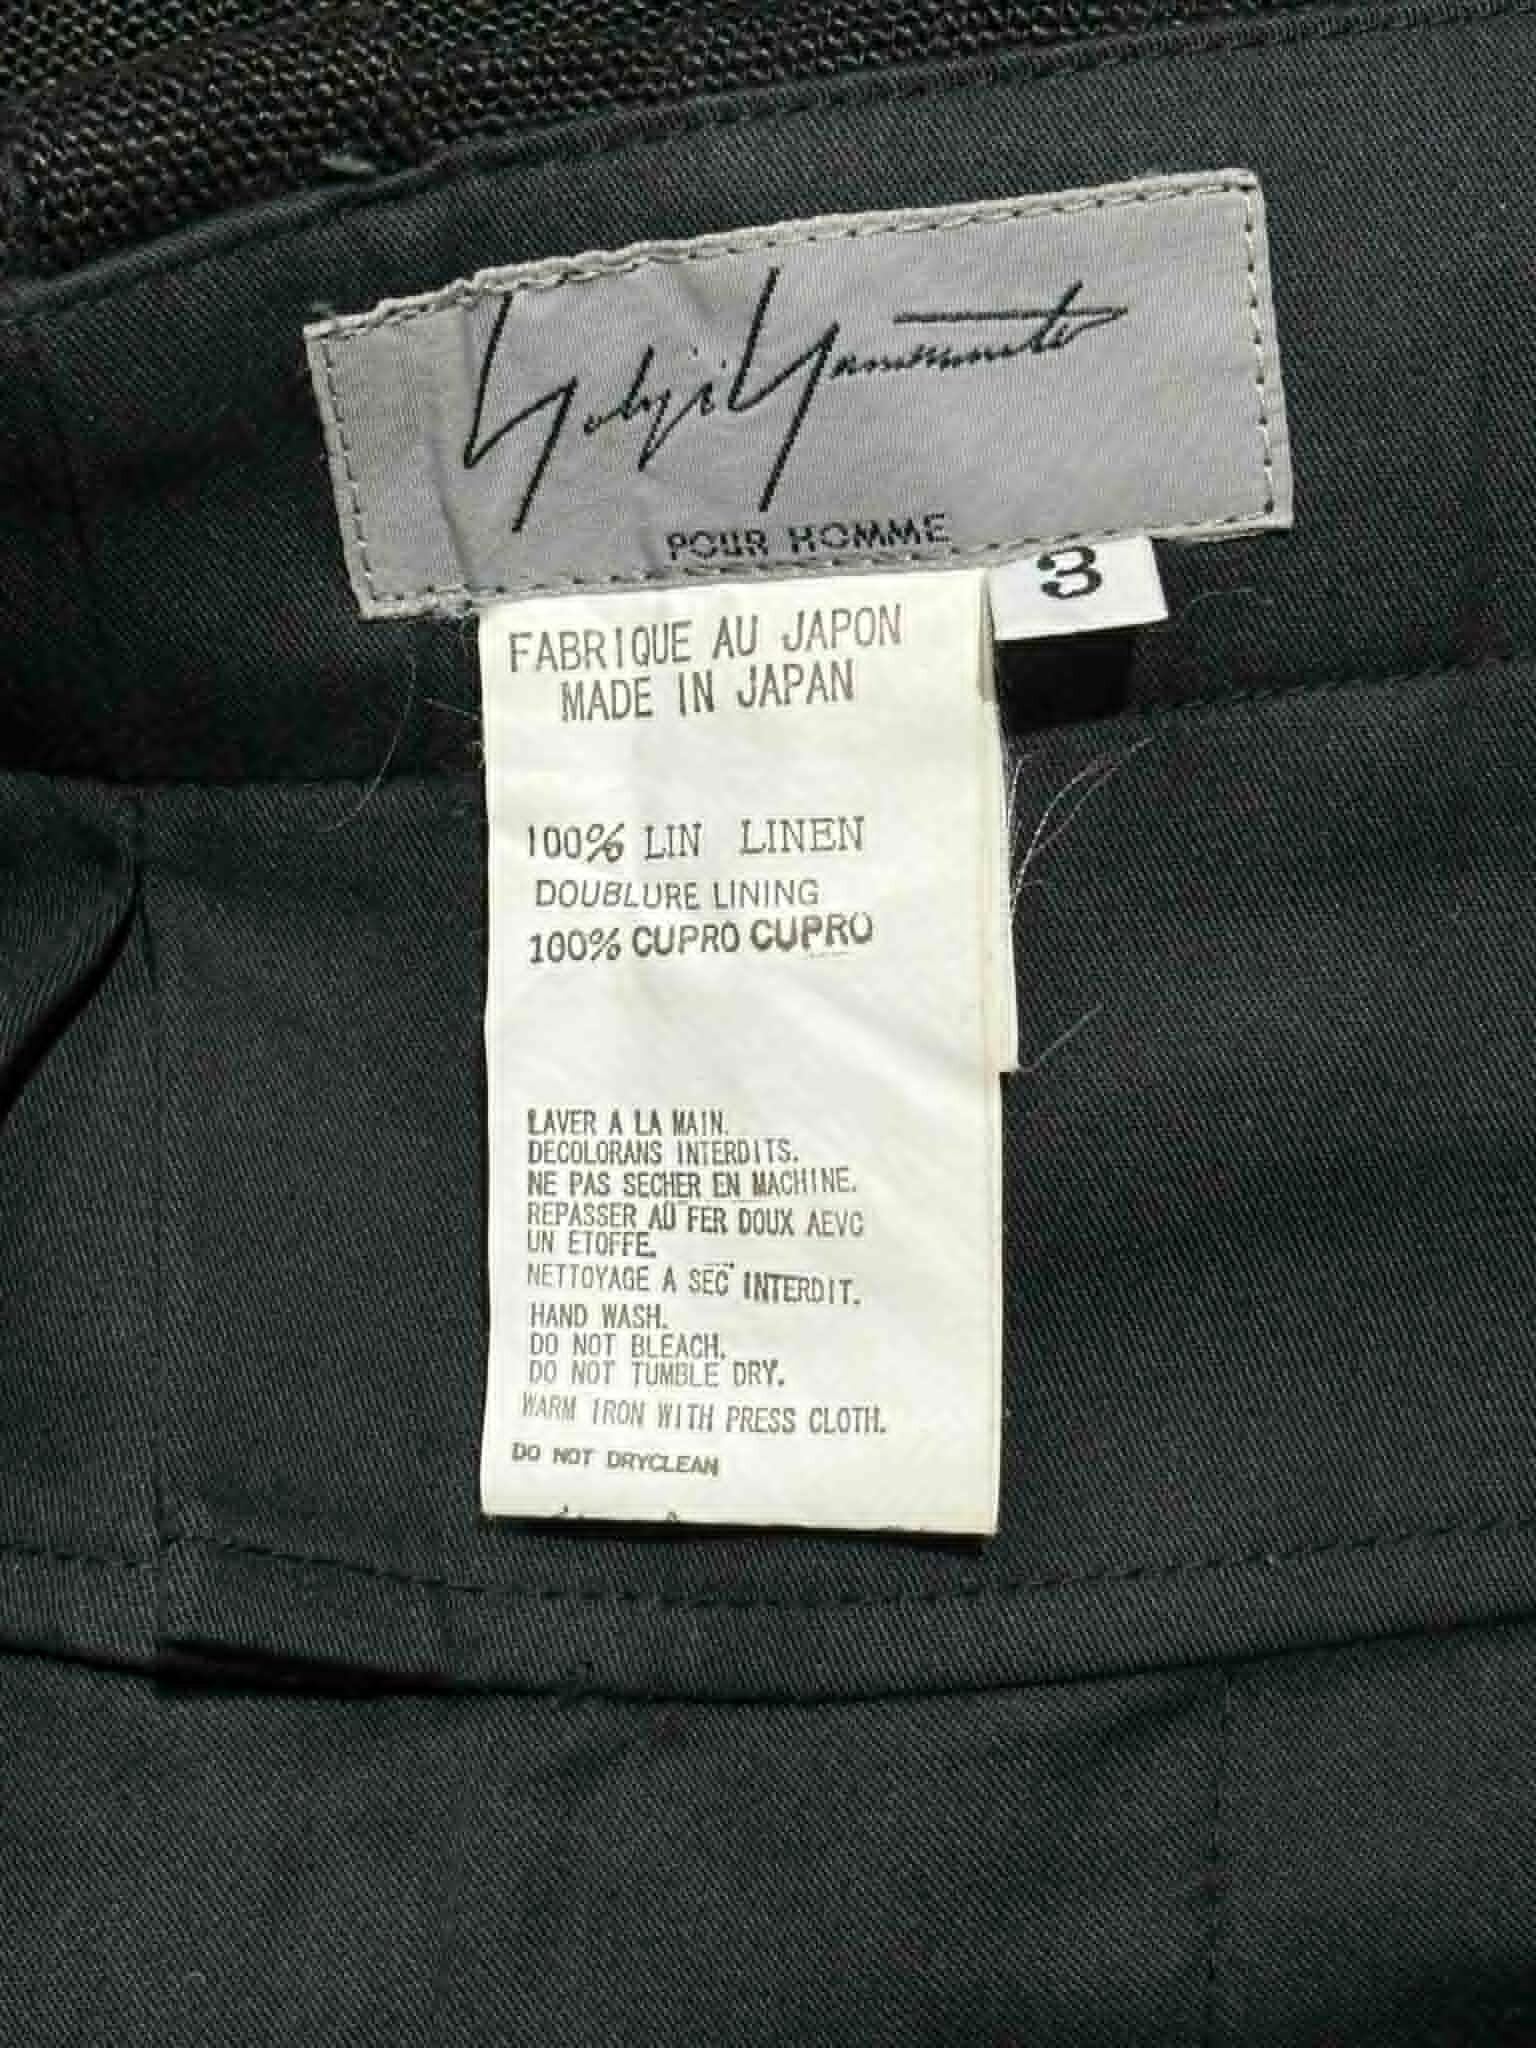 Yohji Yamamoto
POUR HOMME
3
FABRIQUE AU JAPON
MADE IN JAPAN
100% LIN LINEN
DOUBLURE LINING
100% CUPRO CUPRO
LAVER A LA MAIN.
DECOLORANS INTERDITS.
NE PAS SECHER EN MACHINE.
REPASSER AU FER DOUX AEVC
UN ETOFFE.
NETTOYAGE A SEC INTERDIT.
HAND WASH.
DO NOT BLEACH.
DO NOT TUMBLE DRY.
WARM IRON WITH PRESS CLOTH.
DO NOT DRYCLEAN